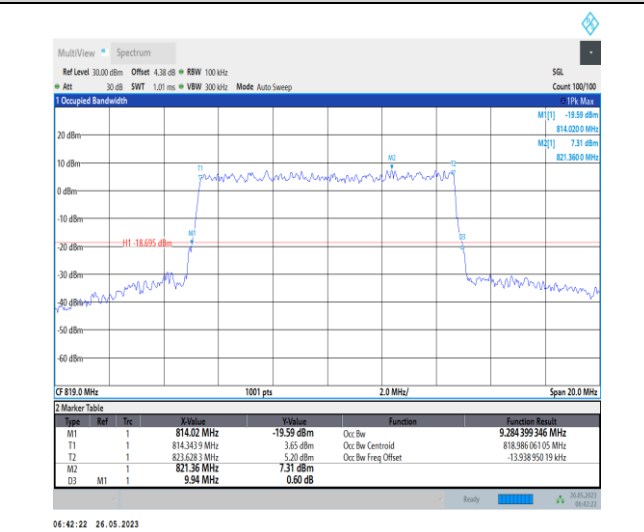 MultiView Spectrum
Ref Level 30.00 dBm Offset 4.38 dB RBW 100 kHz SGL
Att 30 dB SWT 1.01 ms VBW 300 kHz Mode Auto Sweep Count 100/100
1 Occupied Bandwidth 1Pk Max
M1[1] -19.59 dBm
814.020 0 MHz
M2[1] 7.31 dBm
821.360 0 MHz
20 dBm
10 dBm
M2
T1
T2
0 dBm
-10 dBm
M1
D3
H1 -18.695 dBm
-20 dBm
-30 dBm
-40 dBm
-50 dBm
-60 dBm
CF 819.0 MHz 1001 pts 2.0 MHz/ Span 20.0 MHz
2 Marker Table
Type Ref Trc X-Value Y-Value Function Function Result
M1 1 814.02 MHz -19.59 dBm Occ Bw 9.284 399 346 MHz
T1 1 814.343 9 MHz 3.65 dBm Occ Bw Centroid 818.986 061 05 MHz
T2 1 823.628 3 MHz 5.20 dBm Occ Bw Freq Offset -13.938 950 19 kHz
M2 1 821.36 MHz 7.31 dBm
D3 M1 1 9.94 MHz 0.60 dB
Ready 26.05.2023
06:42:22
06:42:22 26.05.2023